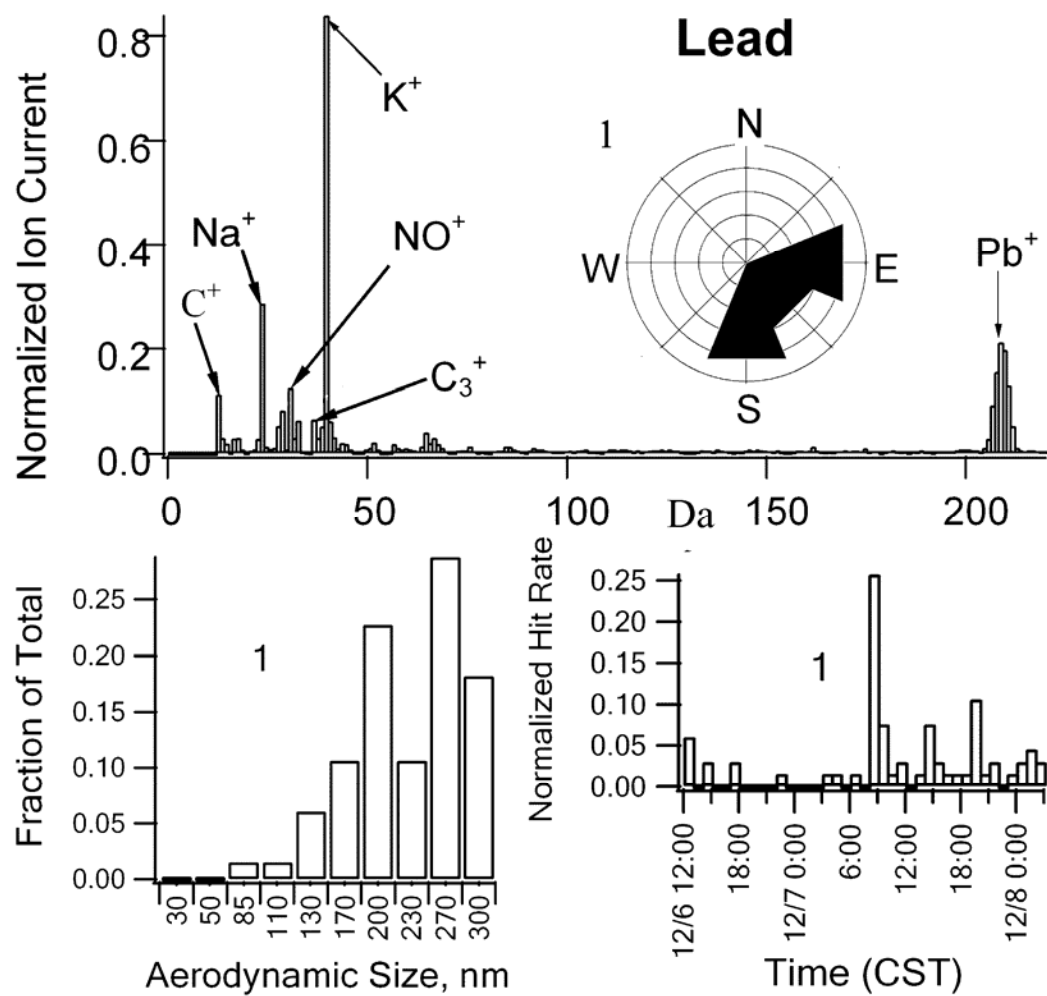 Lead
Normalized Ion Current
0.8
0.6
0.4
0.2
0.0
K+
Na+
NO+
C+
C3+
Pb+
1
N
W
E
S
0
50
100
Da
150
200
Fraction of Total
0.25
0.20
0.15
0.10
0.05
0.00
1
30
50
85
110
130
170
200
230
270
300
Aerodynamic Size, nm
Normalized Hit Rate
0.25
0.20
0.15
0.10
0.05
0.00
1
12/6 12:00
18:00
12/7 0:00
6:00
12:00
18:00
12/8 0:00
Time (CST)